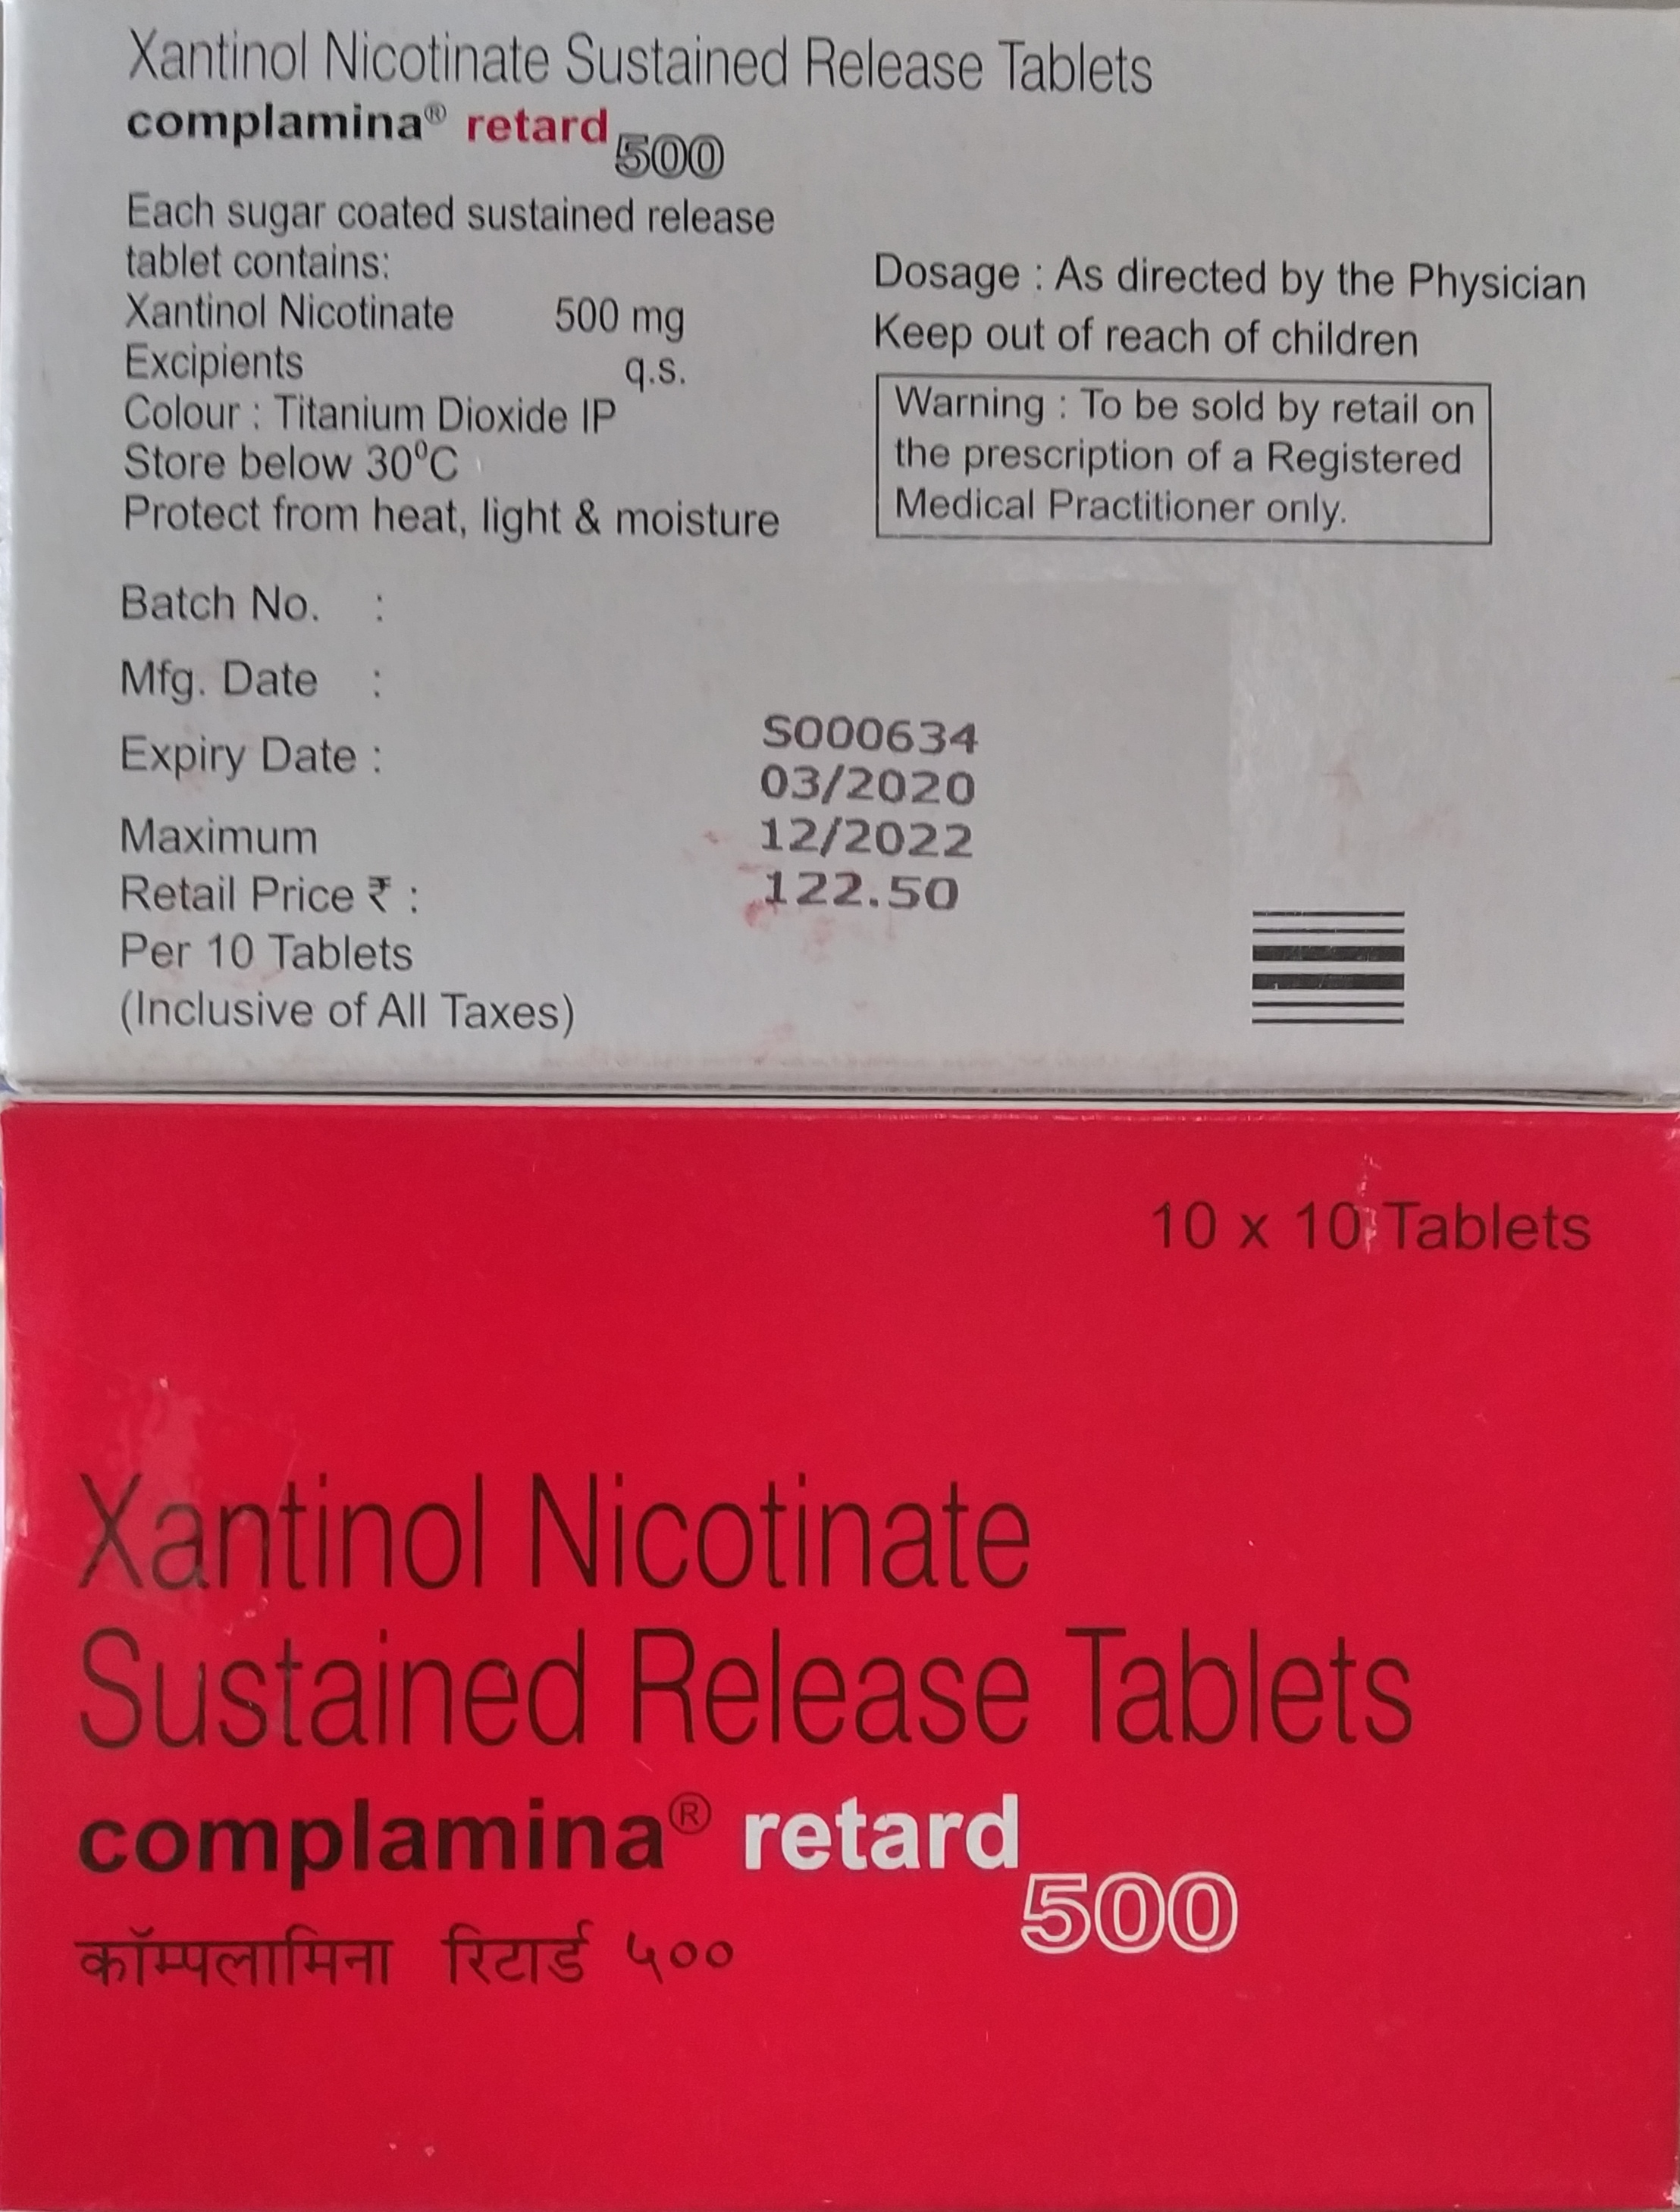 Xantinol Nicotinate Sustained Release Tablets
complamina® retard 500
Each sugar coated sustained release
tablet contains:
Xantinol Nicotinate 500 mg
Excipients q.s.
Colour : Titanium Dioxide IP
Store below 30⁰C
Protect from heat, light & moisture
Dosage : As directed by the Physician
Keep out of reach of children
Warning : To be sold by retail on
the prescription of a Registered
Medical Practitioner only.
Batch No. :
Mfg. Date :
Expiry Date :
Maximum
Retail Price ₹ :
Per 10 Tablets
(Inclusive of All Taxes)
S000634
03/2020
12/2022
122.50
10 x 10 Tablets
Xantinol Nicotinate
Sustained Release Tablets
complamina® retard 500
कॉम्पलामिना रिटार्ड ५००